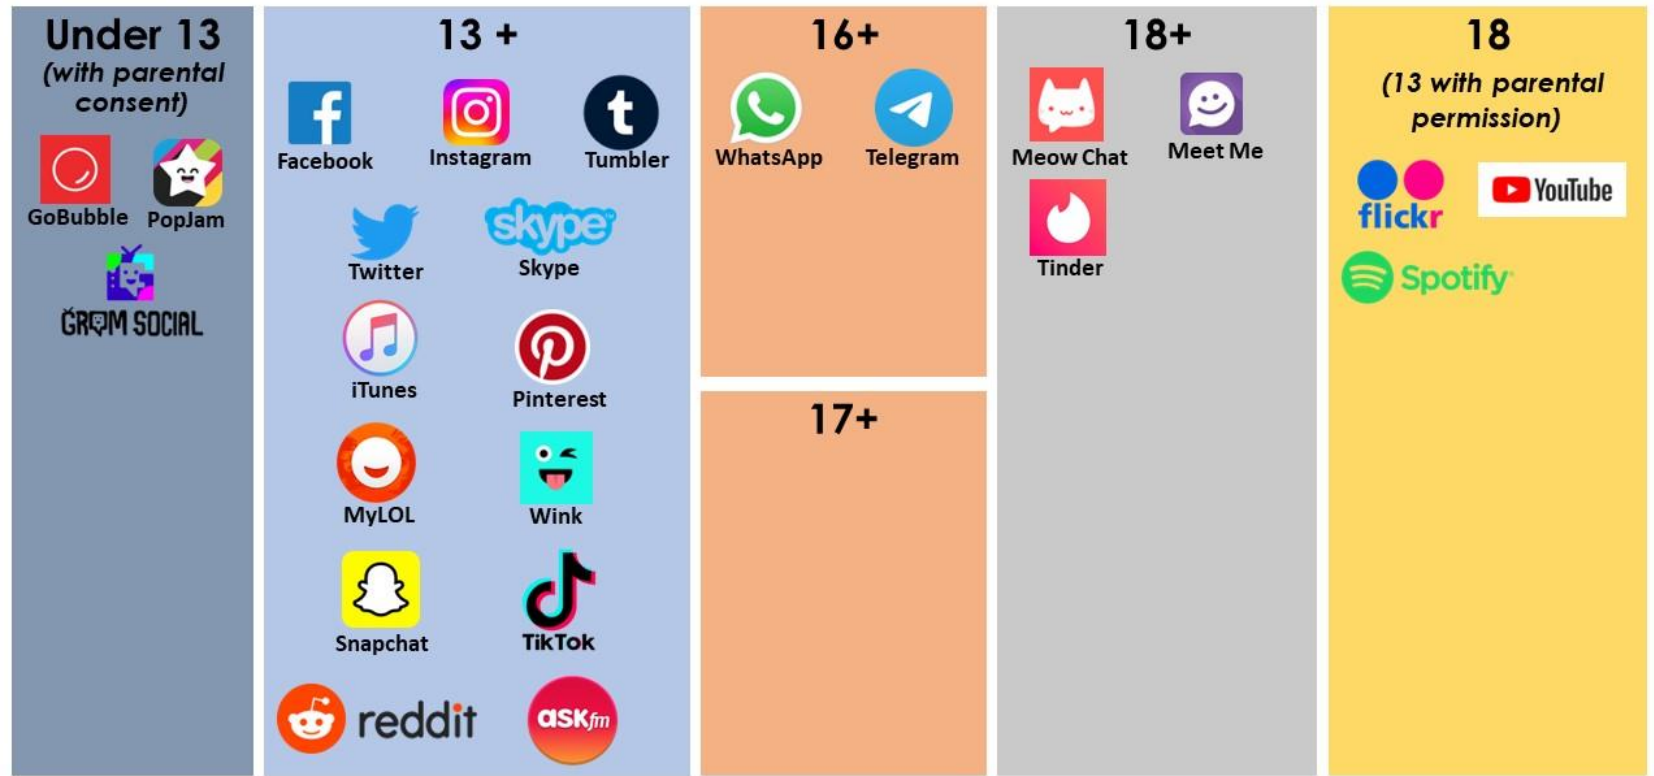 Under 13
(with parental
consent)
GoBubble
PopJam
GROM SOCIAL
13 +
f
Facebook
Instagram
t
Tumbler
Twitter
skype
Skype
iTunes
Pinterest
MyLOL
Wink
Snapchat
TikTok
reddit
ASKfm
16+
WhatsApp
Telegram
17+
18+
Meow Chat
Meet Me
Tinder
18
(13 with parental
permission)
flickr
YouTube
Spotify